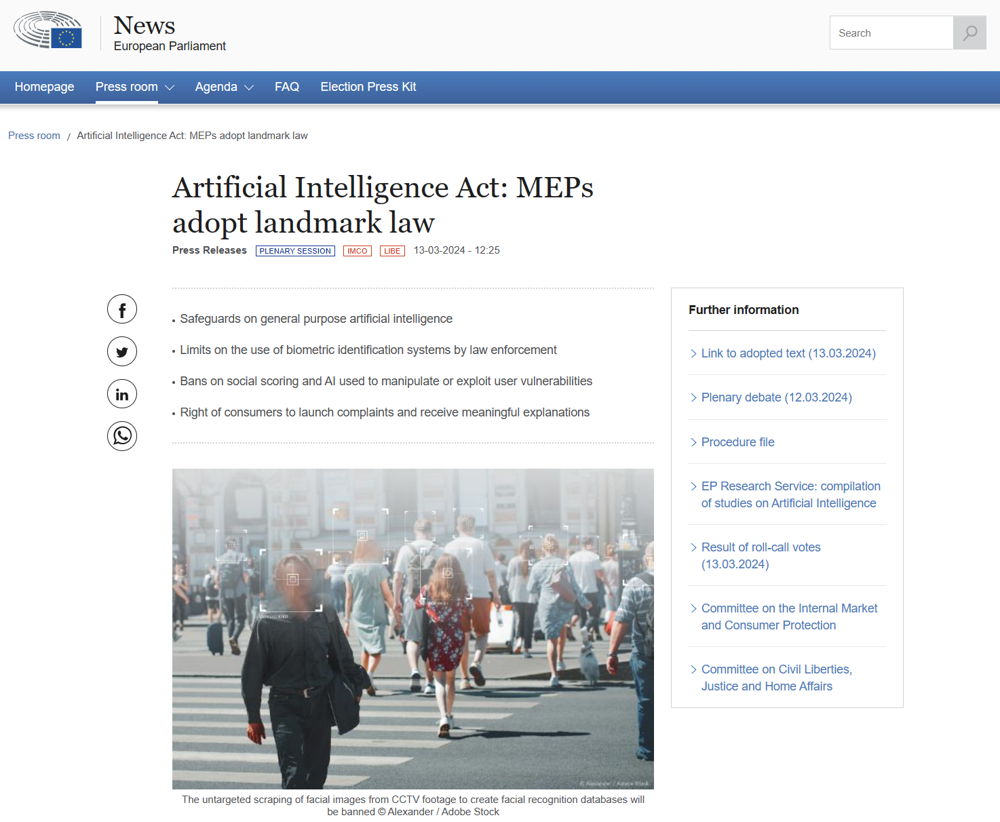 News
European Parliament
Search
Homepage
Press room
Agenda
FAQ
Election Press Kit
Press room / Artificial Intelligence Act: MEPs adopt landmark law
Artificial Intelligence Act: MEPs
adopt landmark law
Press Releases PLENARY SESSION IMCO LIBE 13-03-2024 - 12:25
• Safeguards on general purpose artificial intelligence
• Limits on the use of biometric identification systems by law enforcement
• Bans on social scoring and AI used to manipulate or exploit user vulnerabilities
• Right of consumers to launch complaints and receive meaningful explanations
© Alexander / Adobe Stock
The untargeted scraping of facial images from CCTV footage to create facial recognition databases will
be banned © Alexander / Adobe Stock
Further information
Link to adopted text (13.03.2024)
Plenary debate (12.03.2024)
Procedure file
EP Research Service: compilation
of studies on Artificial Intelligence
Result of roll-call votes
(13.03.2024)
Committee on the Internal Market
and Consumer Protection
Committee on Civil Liberties,
Justice and Home Affairs